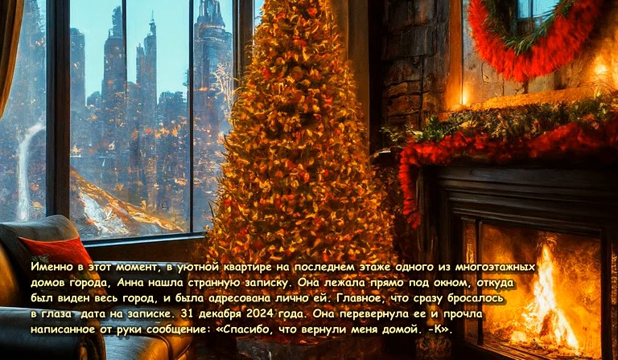 Именно в этот момент, в уютной квартире на последнем этаже одного из многоэтажных
домов города, Анна нашла странную записку. Она лежала прямо под окном, откуда
был виден весь город, и была адресована лично ей. Главное, что сразу бросалось
в глаза -дата на записке. 31 декабря 2024 года. Она перевернула ее и прочла
написанное от руки сообщение: «Спасибо, что вернули меня домой. -К».